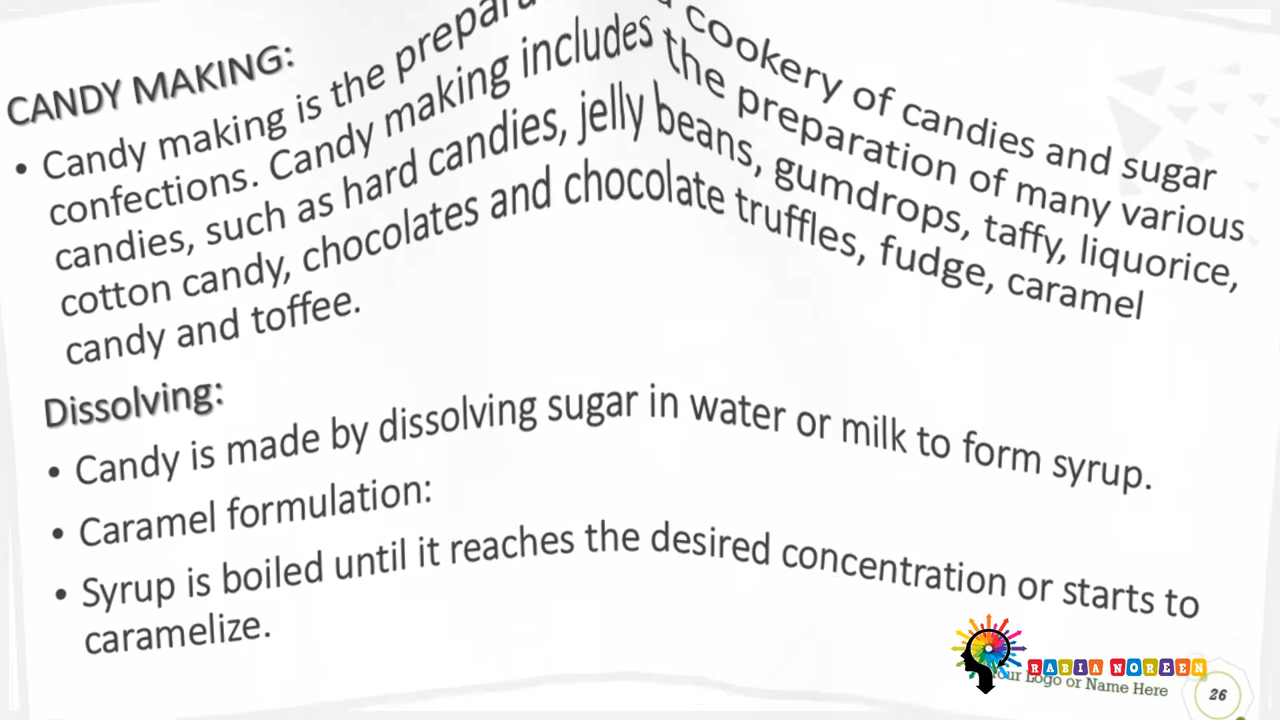 CANDY MAKING:
• Candy making is the cookery of candies and sugar
confections. Candy making includes the preparation of many various
candies, such as hard candies, jelly beans, gumdrops, taffy, liquorice,
cotton candy, chocolates and chocolate truffles, fudge, caramel
candy and toffee.
Dissolving:
• Candy is made by dissolving sugar in water or milk to form syrup.
• Caramel formulation:
• Syrup is boiled until it reaches the desired concentration or starts to
caramelize.
RABIA NOREEN
Logo or Name Here
26